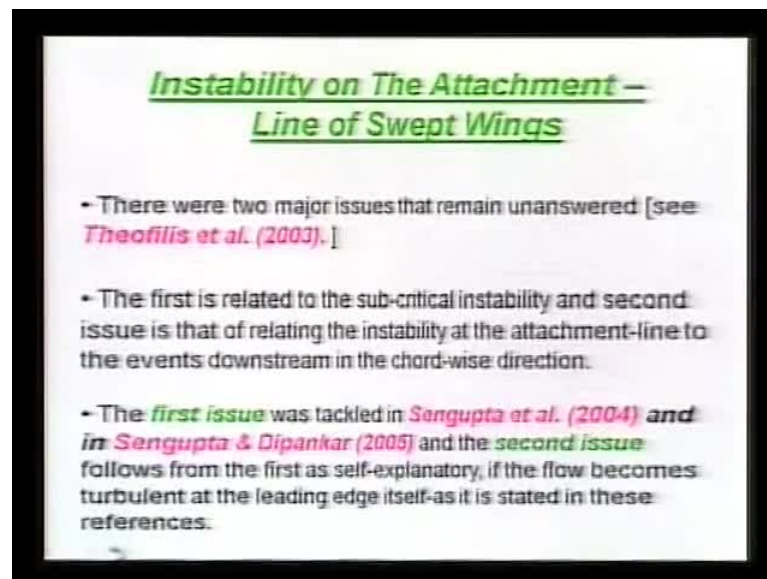 Instability on The Attachment –
Line of Swept Wings
- There were two major issues that remain unanswered [see
Theofilis et al. (2003). ]
- The first is related to the sub-critical instability and second
issue is that of relating the instability at the attachment-line to
the events downstream in the chord-wise direction.
- The first issue was tackled in Sengupta et al. (2004) and
in Sengupta & Dipankar (2005) and the second issue
follows from the first as self-explanatory, if the flow becomes
turbulent at the leading edge itself-as it is stated in these
references.